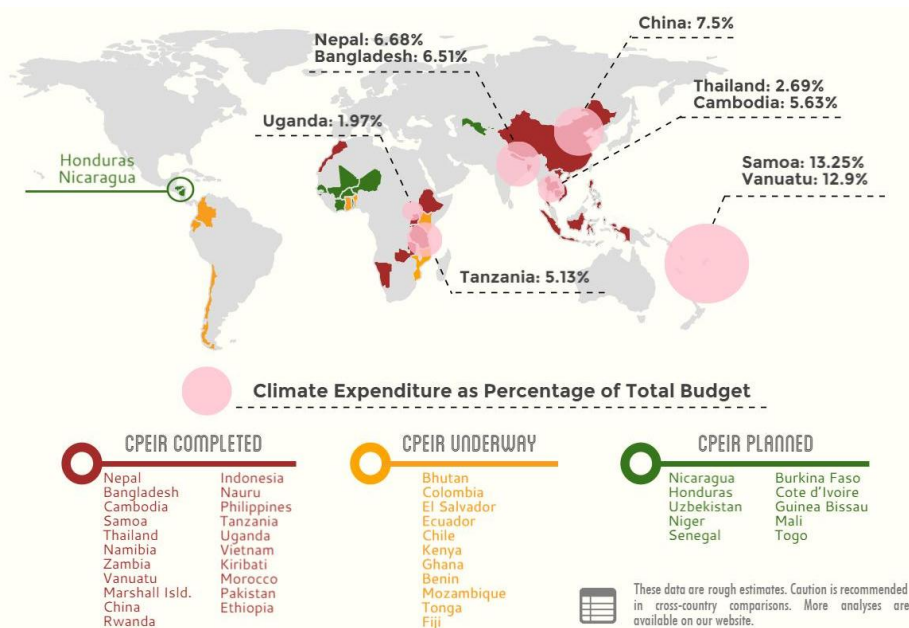 China: 7.5%
Nepal: 6.68%
Bangladesh: 6.51%
Thailand: 2.69%
Cambodia: 5.63%
Uganda: 1.97%
Honduras
Nicaragua
Samoa: 13.25%
Vanuatu: 12.9%
Tanzania: 5.13%
Climate Expenditure as Percentage of Total Budget
CPEIR COMPLETED
Nepal
Bangladesh
Cambodia
Samoa
Thailand
Namibia
Zambia
Vanuatu
Marshall Isld.
China
Rwanda
Indonesia
Nauru
Philippines
Tanzania
Uganda
Vietnam
Kiribati
Morocco
Pakistan
Ethiopia
CPEIR UNDERWAY
Bhutan
Colombia
El Salvador
Ecuador
Chile
Kenya
Ghana
Benin
Mozambique
Tonga
Fiji
CPEIR PLANNED
Nicaragua
Honduras
Uzbekistan
Niger
Senegal
Burkina Faso
Cote d'Ivoire
Guinea Bissau
Mali
Togo
These data are rough estimates. Caution is recommended
in cross-country comparisons. More analyses are
available on our website.